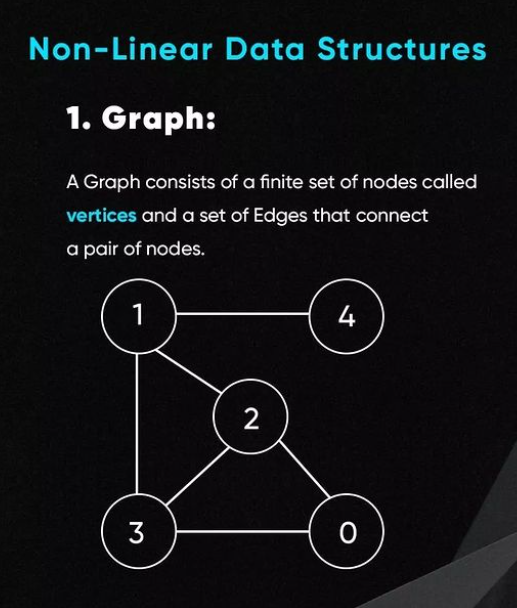 Non-Linear Data Structures
1. Graph:
A Graph consists of a finite set of nodes called
vertices and a set of Edges that connect
a pair of nodes.
1
4
2
3
0